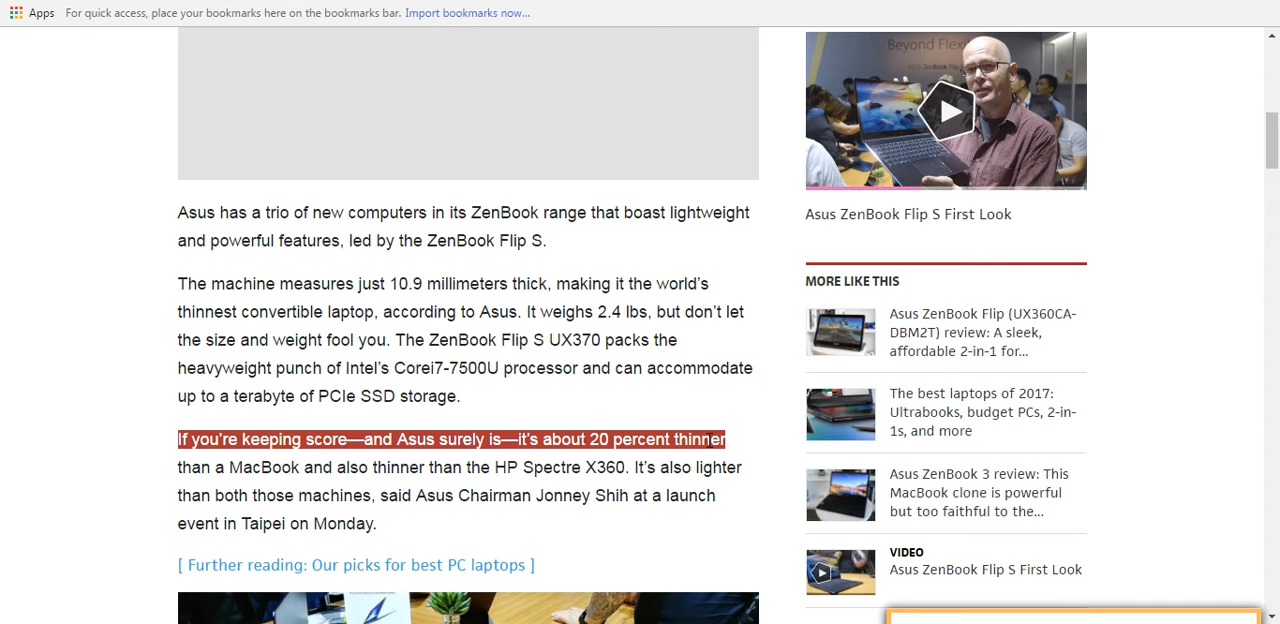 Apps For quick access, place your bookmarks here on the bookmarks bar. Import bookmarks now...
Asus has a trio of new computers in its ZenBook range that boast lightweight
and powerful features, led by the ZenBook Flip S.
The machine measures just 10.9 millimeters thick, making it the world’s
thinnest convertible laptop, according to Asus. It weighs 2.4 lbs, but don’t let
the size and weight fool you. The ZenBook Flip S UX370 packs the
heavyweight punch of Intel’s Corei7-7500U processor and can accommodate
up to a terabyte of PCIe SSD storage.
If you’re keeping score—and Asus surely is—it’s about 20 percent thinner
than a MacBook and also thinner than the HP Spectre X360. It’s also lighter
than both those machines, said Asus Chairman Jonney Shih at a launch
event in Taipei on Monday.
[ Further reading: Our picks for best PC laptops ]
Beyond
Asus ZenBook Flip S First Look
MORE LIKE THIS
Asus ZenBook Flip (UX360CA-
DBM2T) review: A sleek,
affordable 2-in-1 for...
The best laptops of 2017:
Ultrabooks, budget PCs, 2-in-
1s, and more
Asus ZenBook 3 review: This
MacBook clone is powerful
but too faithful to the...
VIDEO
Asus ZenBook Flip S First Look